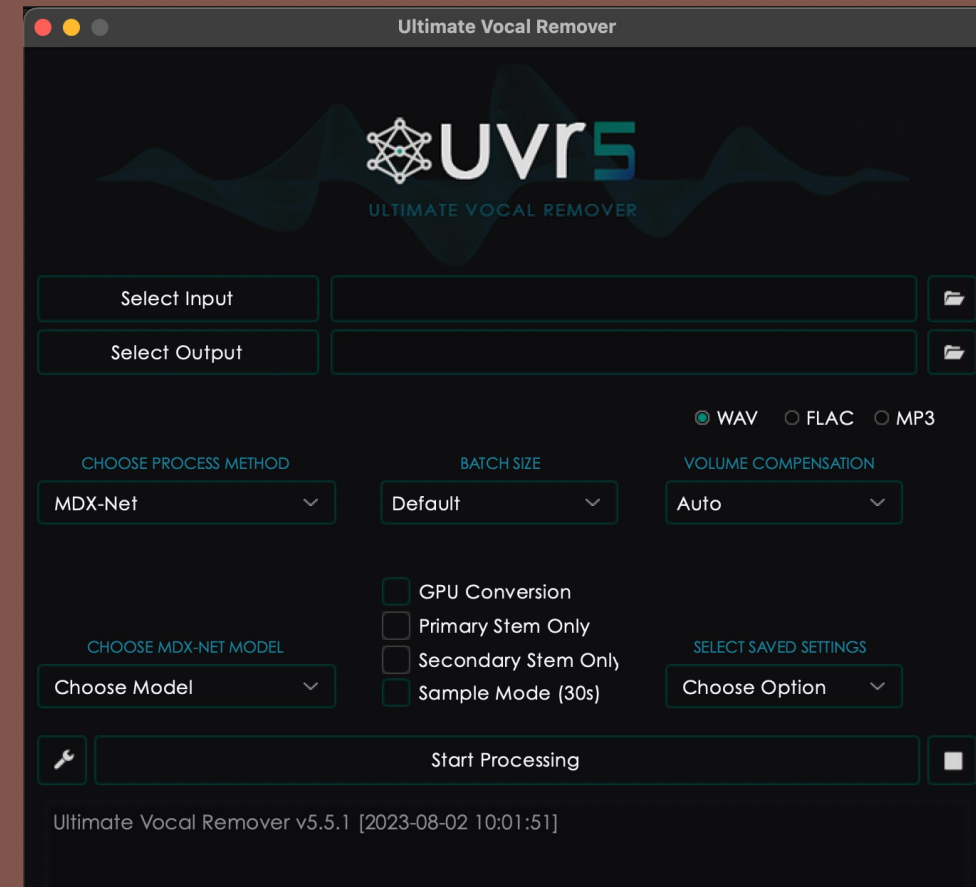 Ultimate Vocal Remover
uvr5
ULTIMATE VOCAL REMOVER
Select Input
Select Output
WAV FLAC MP3
CHOOSE PROCESS METHOD BATCH SIZE VOLUME COMPENSATION
MDX-Net Default Auto
GPU Conversion
Primary Stem Only
CHOOSE MDX-NET MODEL Secondary Stem Only SELECT SAVED SETTINGS
Choose Model Sample Mode (30s) Choose Option
Start Processing
Ultimate Vocal Remover v5.5.1 [2023-08-02 10:01:51]